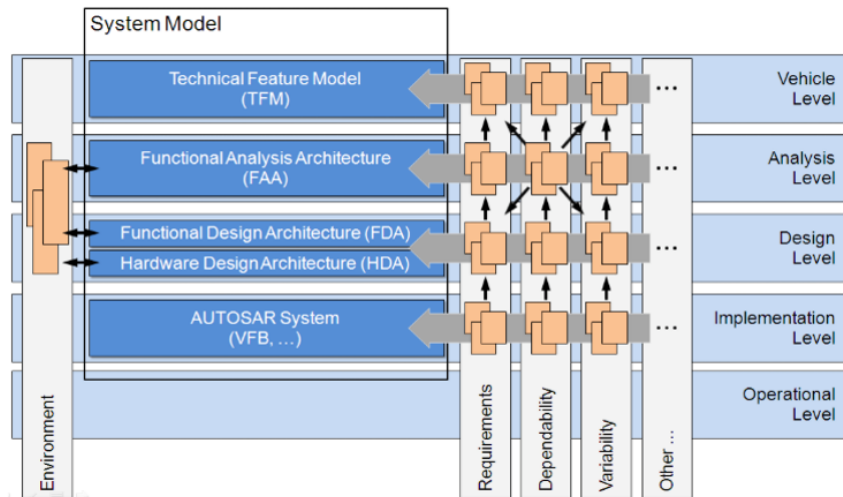 System Model
Technical Feature Model
(TFM)
...
Vehicle
Level
Functional Analysis Architecture
(FAA)
...
Analysis
Level
Functional Design Architecture (FDA)
Hardware Design Architecture (HDA)
...
Design
Level
AUTOSAR System
(VFB, ...)
...
Implementation
Level
Operational
Level
Environment
Requirements
Dependability
Variability
Other ...